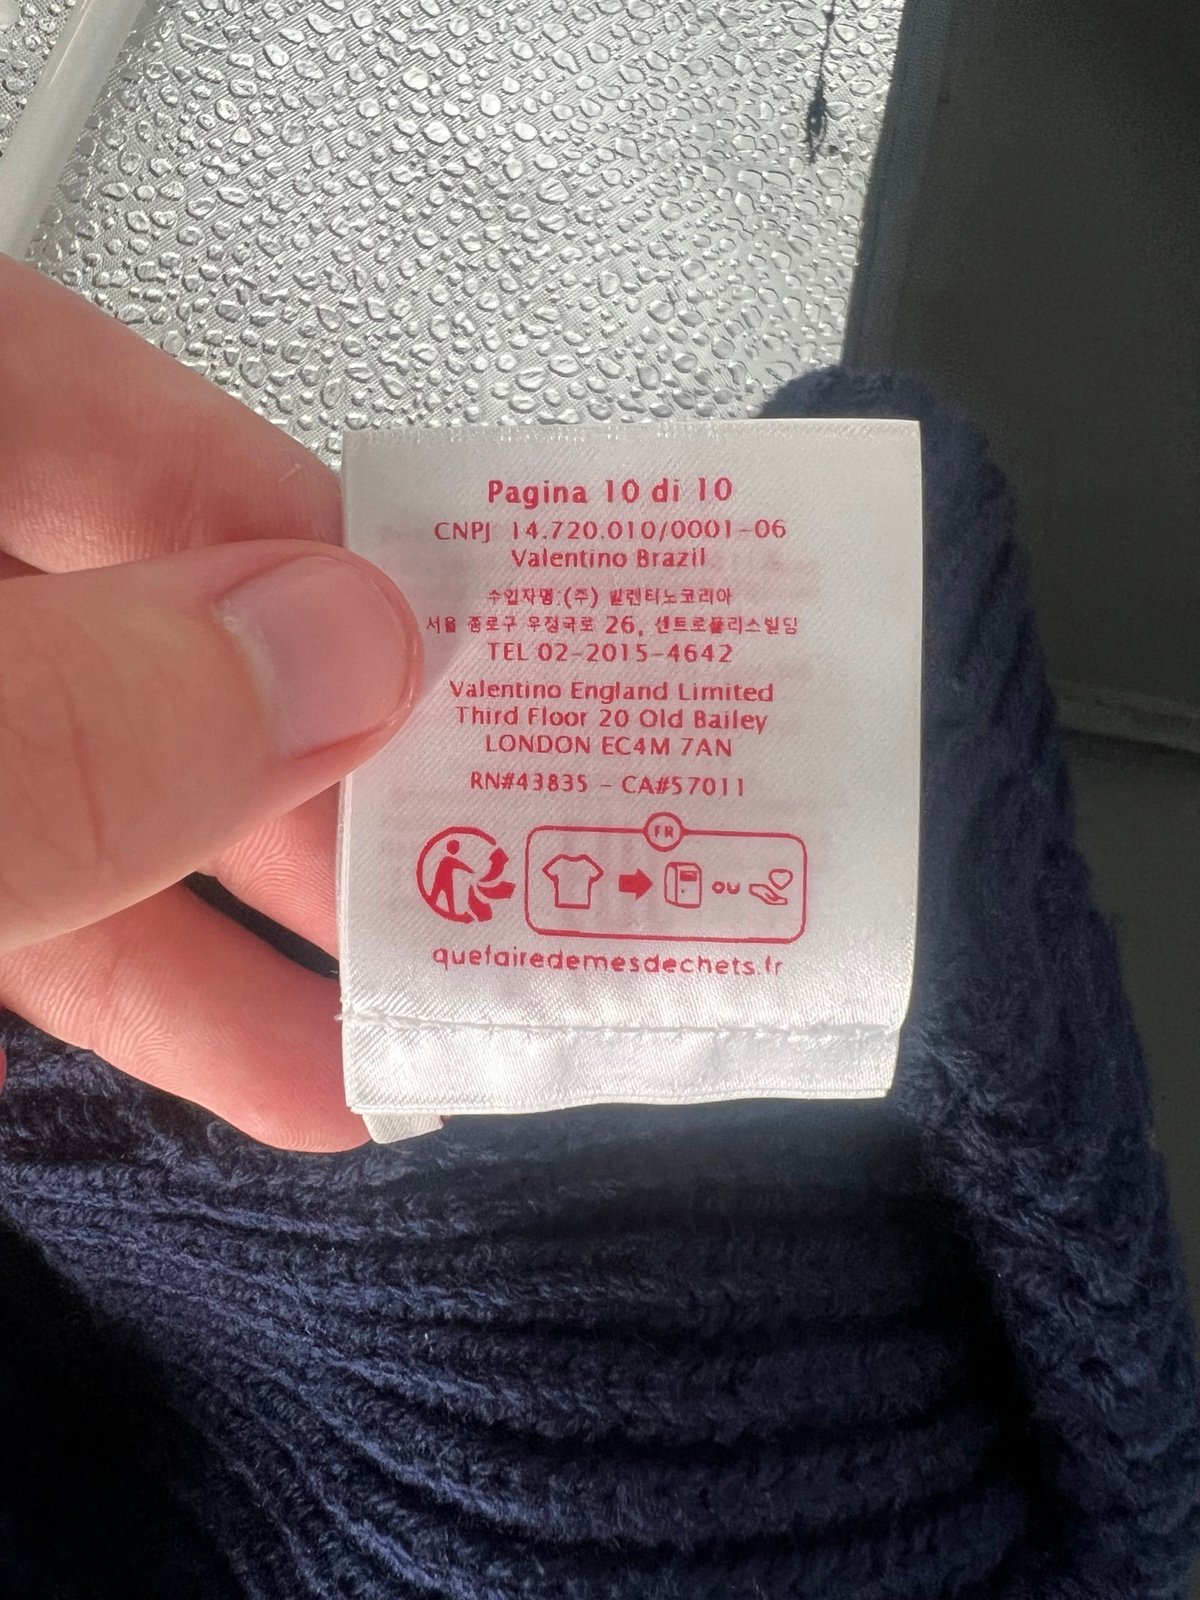 Pagina 10 di 10
CNPJ 14.720.010/0001-06
Valentino Brazil
수입자명:(주) 발렌티노코리아
서울 종로구 우정국로 26, 센트로폴리스빌딩
TEL 02-2015-4642
Valentino England Limited
Third Floor 20 Old Bailey
LONDON EC4M 7AN
RN#43835 - CA#57011
FR
ou
quefairedemesdechets.fr